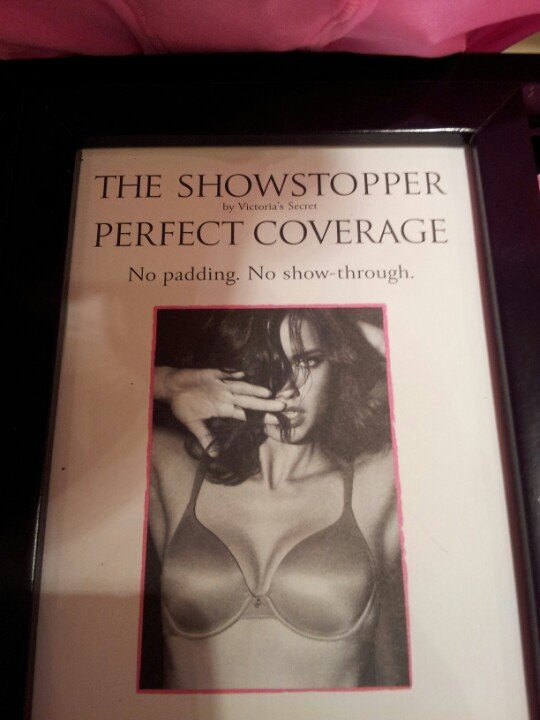 THE SHOWSTOPPER
by Victoria's Secret
PERFECT COVERAGE
No padding. No show-through.